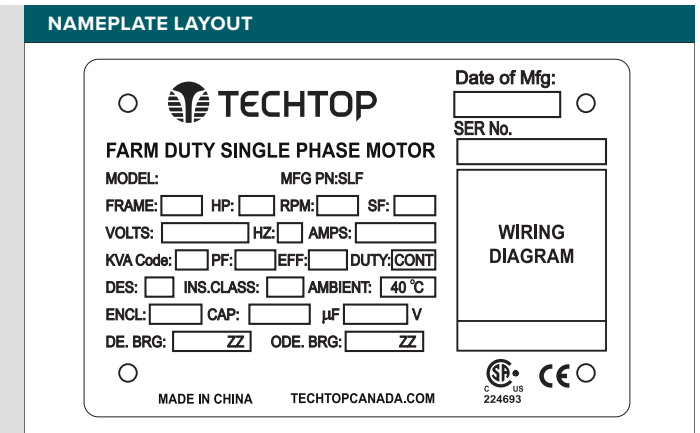 NAMEPLATE LAYOUT
TECHTOP
Date of Mfg:
SER No.
FARM DUTY SINGLE PHASE MOTOR
MODEL: MFG PN:SLF
FRAME: HP: RPM: SF:
VOLTS: HZ: AMPS:
KVA Code: PF: EFF: DUTY: CONT
DES: INS.CLASS: AMBIENT: 40 °C
ENCL: CAP: µF V
DE. BRG: ZZ ODE. BRG: ZZ
WIRING
DIAGRAM
SA
C US
224693
CE
MADE IN CHINA TECHTOPCANADA.COM